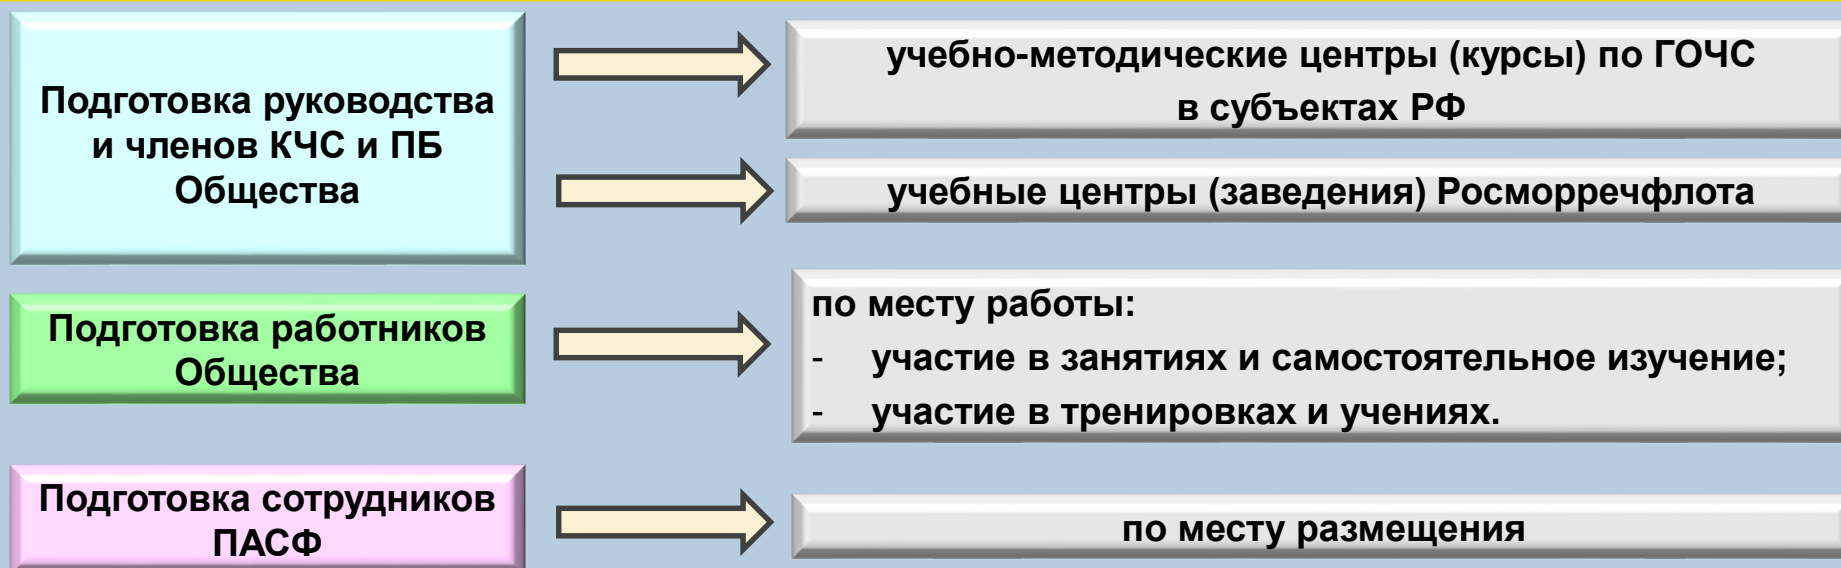 Подготовка руководства
и членов КЧС и ПБ
Общества
учебно-методические центры (курсы) по ГОЧС
в субъектах РФ
учебные центры (заведения) Росморречфлота
Подготовка работников
Общества
по месту работы:
- участие в занятиях и самостоятельное изучение;
- участие в тренировках и учениях.
Подготовка сотрудников
ПАСФ
по месту размещения